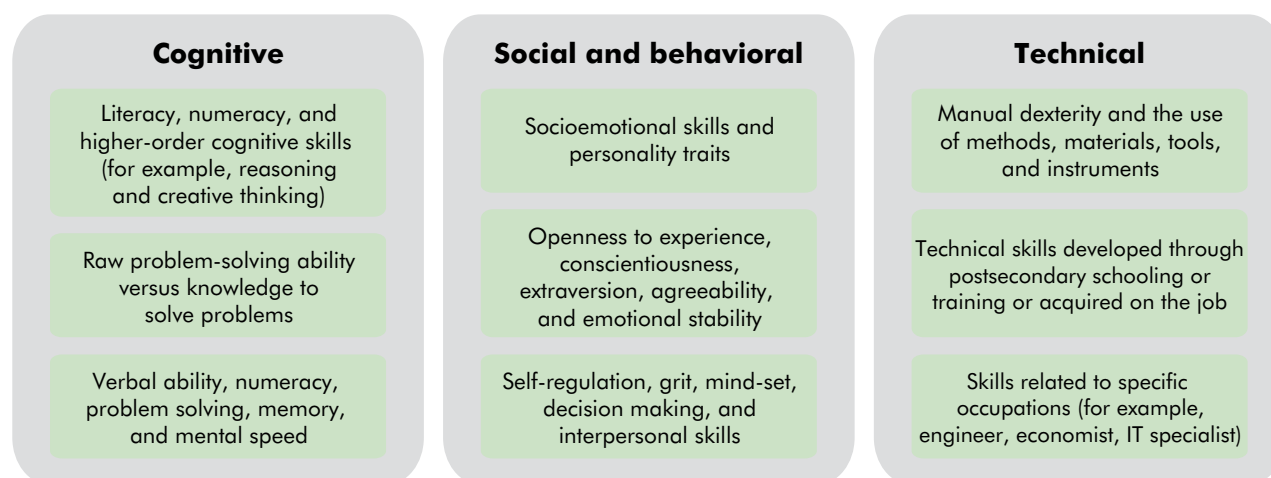 Cognitive
Literacy, numeracy, and
higher-order cognitive skills
(for example, reasoning
and creative thinking)
Raw problem-solving ability
versus knowledge to
solve problems
Verbal ability, numeracy,
problem solving, memory,
and mental speed
Social and behavioral
Socioemotional skills and
personality traits
Openness to experience,
conscientiousness,
extraversion, agreeability,
and emotional stability
Self-regulation, grit, mind-set,
decision making, and
interpersonal skills
Technical
Manual dexterity and the use
of methods, materials, tools,
and instruments
Technical skills developed through
postsecondary schooling or
training or acquired on the job
Skills related to specific
occupations (for example,
engineer, economist, IT specialist)